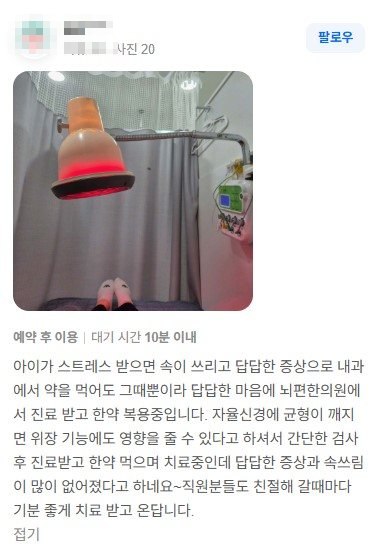 사진 20
팔로우
예약 후 이용 | 대기 시간 10분 이내
아이가 스트레스 받으면 속이 쓰리고 답답한 증상으로 내과
에서 약을 먹어도 그때뿐이라 답답한 마음에 뇌편한의원에
서 진료 받고 한약 복용중입니다. 자율신경에 균형이 깨지
면 위장 기능에도 영향을 줄 수 있다고 하셔서 간단한 검사
후 진료받고 한약 먹으며 치료중인데 답답한 증상과 속쓰림
이 많이 없어졌다고 하네요~직원분들도 친절해 갈때마다
기분 좋게 치료 받고 온답니다.
접기